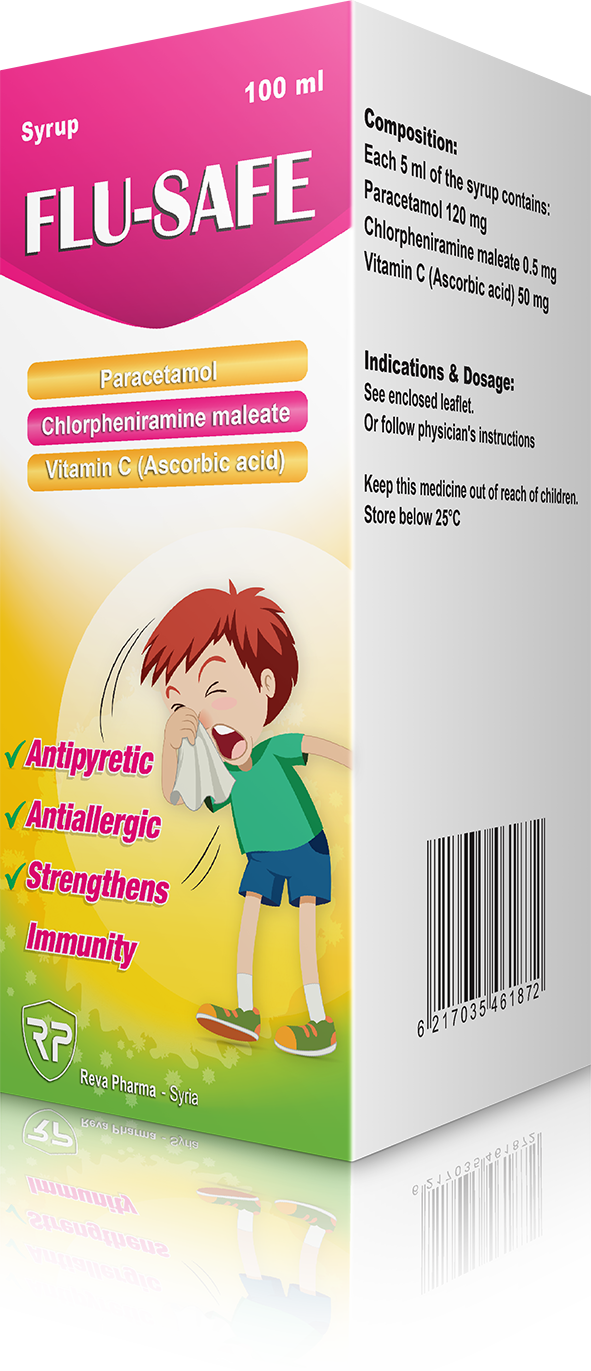 100 ml
Syrup
FLU-SAFE
Paracetamol
Chlorpheniramine maleate
Vitamin C (Ascorbic acid)
✓ Antipyretic
✓ Antiallergic
✓ Strengthens
Immunity
RP
Reva Pharma - Syria
Composition:
Each 5 ml of the syrup contains:
Paracetamol 120 mg
Chlorpheniramine maleate 0.5 mg
Vitamin C (Ascorbic acid) 50 mg
Indications & Dosage:
See enclosed leaflet.
Or follow physician's instructions
Keep this medicine out of reach of children.
Store below 25°C
6 217035 461872